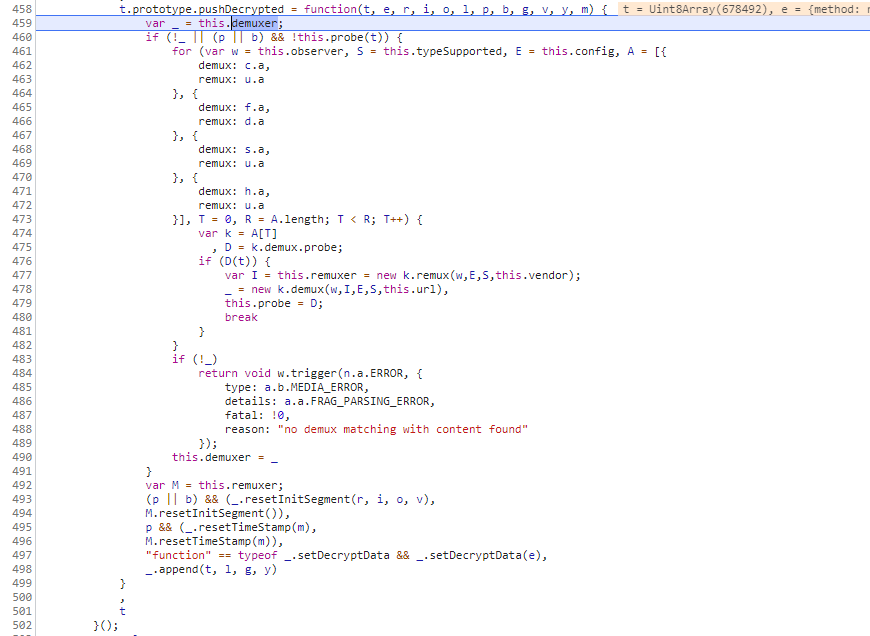 458 t.prototype.pushDecrypted = function(t, e, r, i, o, l, p, b, g, v, y, m) { t = Uint8Array(678492), e = {method:
459 var _ = this.demuxer;
460 if (!_ || (p || b) && !this.probe(t)) {
461 for (var w = this.observer, S = this.typeSupported, E = this.config, A = [{
462 demux: c.a,
463 remux: u.a
464 }, {
465 demux: f.a,
466 remux: d.a
467 }, {
468 demux: s.a,
469 remux: u.a
470 }, {
471 demux: h.a,
472 remux: u.a
473 }], T = 0, R = A.length; T < R; T++) {
474 var k = A[T]
475 , D = k.demux.probe;
476 if (D(t)) {
477 var I = this.remuxer = new k.remux(w,E,S,this.vendor);
478 _ = new k.demux(w,I,E,S,this.url),
479 this.probe = D;
480 break
481 }
482 }
483 if (!_)
484 return void w.trigger(n.a.ERROR, {
485 type: a.b.MEDIA_ERROR,
486 details: a.a.FRAG_PARSING_ERROR,
487 fatal: !0,
488 reason: "no demux matching with content found"
489 });
490 this.demuxer = _
491 }
492 var M = this.remuxer;
493 (p || b) && (_.resetInitSegment(r, i, o, v),
494 M.resetInitSegment()),
495 p && (_.resetTimeStamp(m),
496 M.resetTimeStamp(m)),
497 "function" == typeof _.setDecryptData && _.setDecryptData(e),
498 _.append(t, l, g, y)
499 }
500 ,
501 t
502 }();